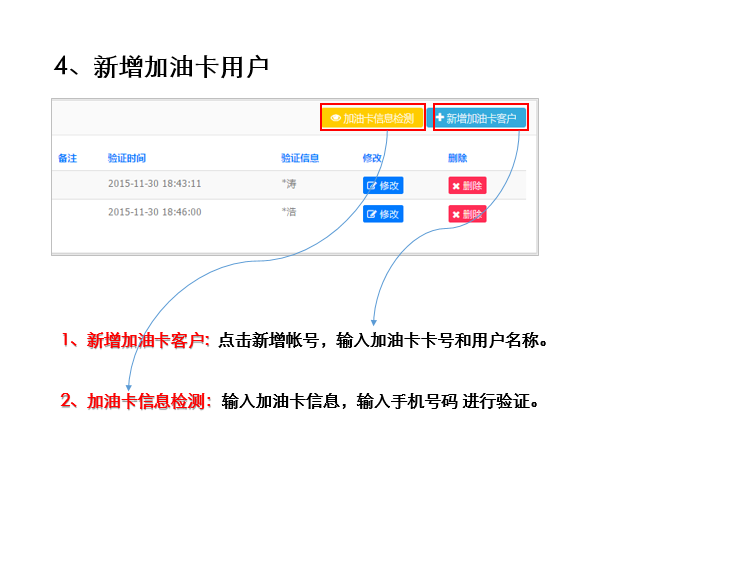 4、新增加油卡用户
加油卡信息检测 新增加油卡客户
备注 验证时间 验证信息 修改 删除
2015-11-30 18:43:11 *涛 修改 删除
2015-11-30 18:46:00 *浩 修改 删除
1、新增加油卡客户：点击新增帐号，输入加油卡卡号和用户名称。
2、加油卡信息检测：输入加油卡信息，输入手机号码 进行验证。